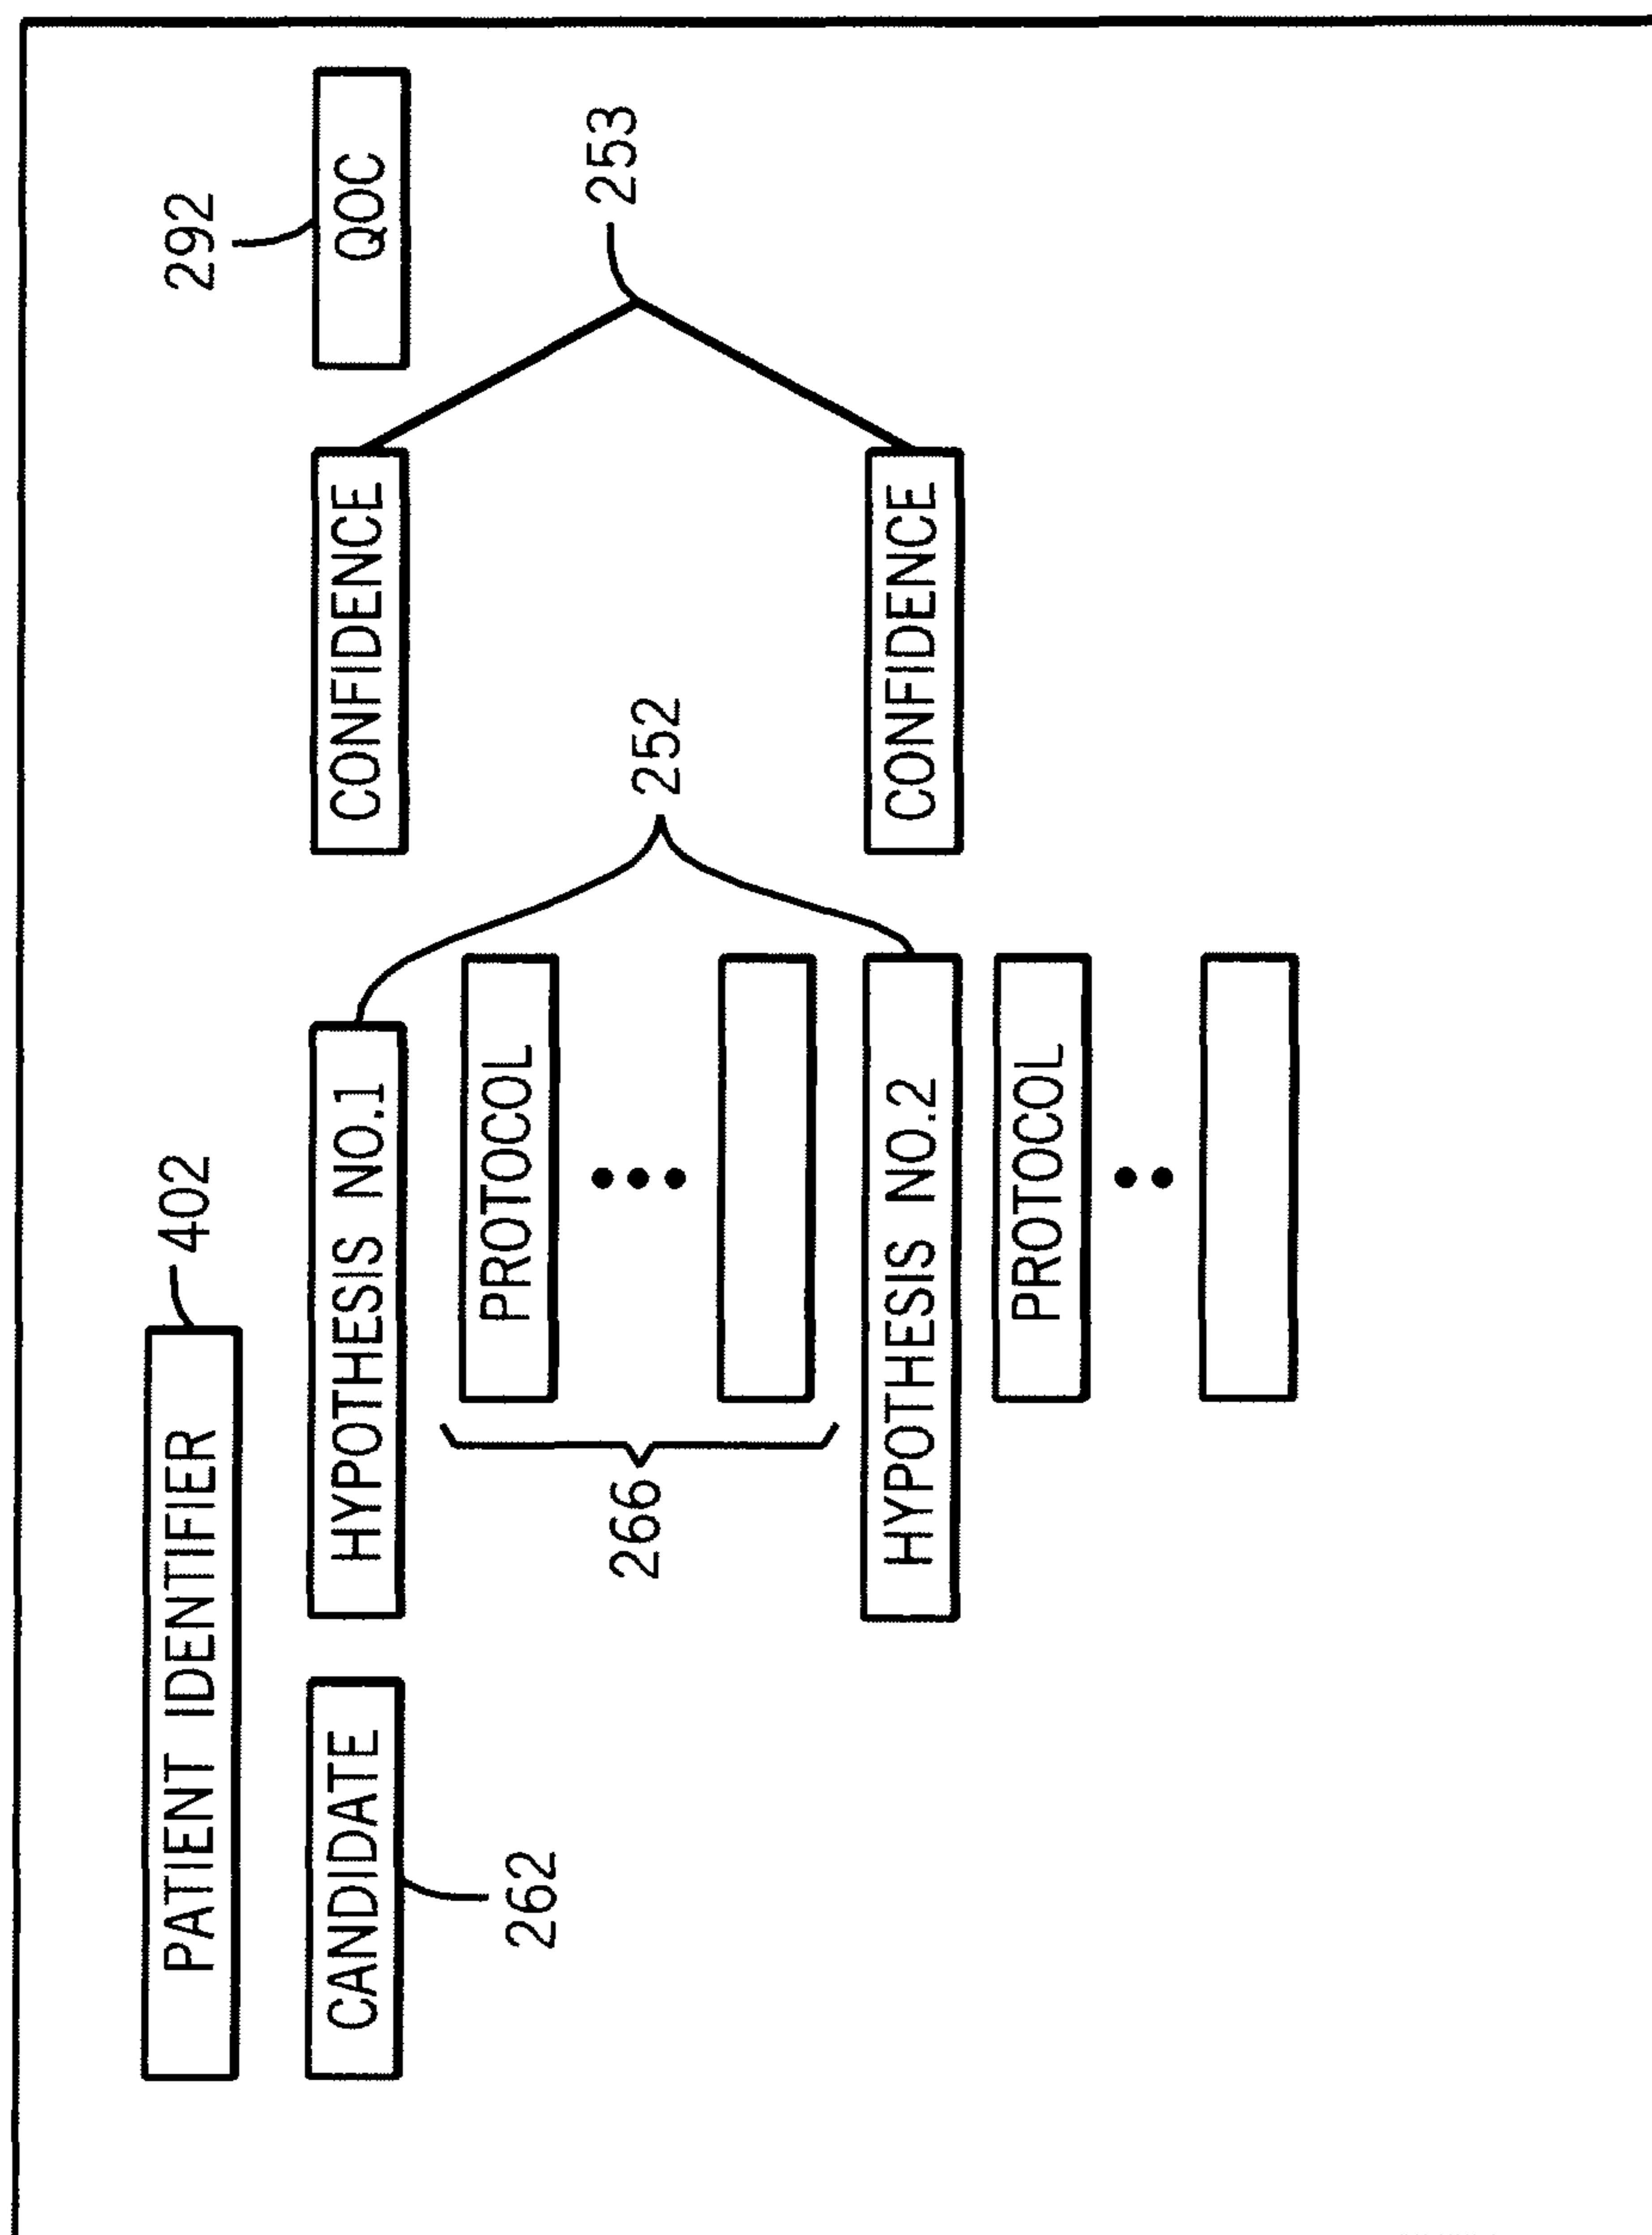 PATIENT IDENTIFIER
402
292
CANDIDATE
HYPOTHESIS NO.1
CONFIDENCE
QOC
262
PROTOCOL
266
252
253
HYPOTHESIS NO.2
CONFIDENCE
PROTOCOL